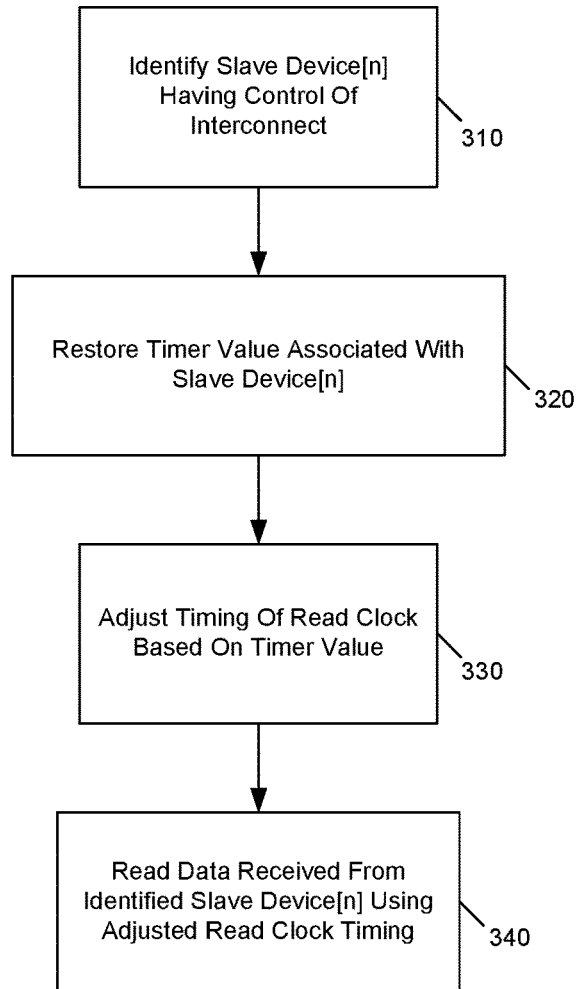 Identify Slave Device[n]
Having Control Of
Interconnect
310
Restore Timer Value Associated With
Slave Device[n]
320
Adjust Timing Of Read Clock
Based On Timer Value
330
Read Data Received From
Identified Slave Device[n] Using
Adjusted Read Clock Timing
340